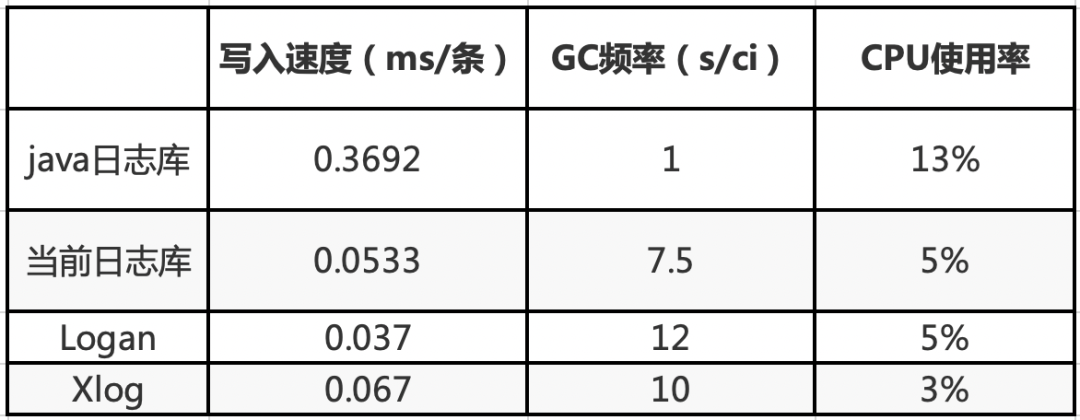 写入速度（ms/条） GC频率（s/ci） CPU使用率
java日志库 0.3692 1 13%
当前日志库 0.0533 7.5 5%
Logan 0.037 12 5%
Xlog 0.067 10 3%